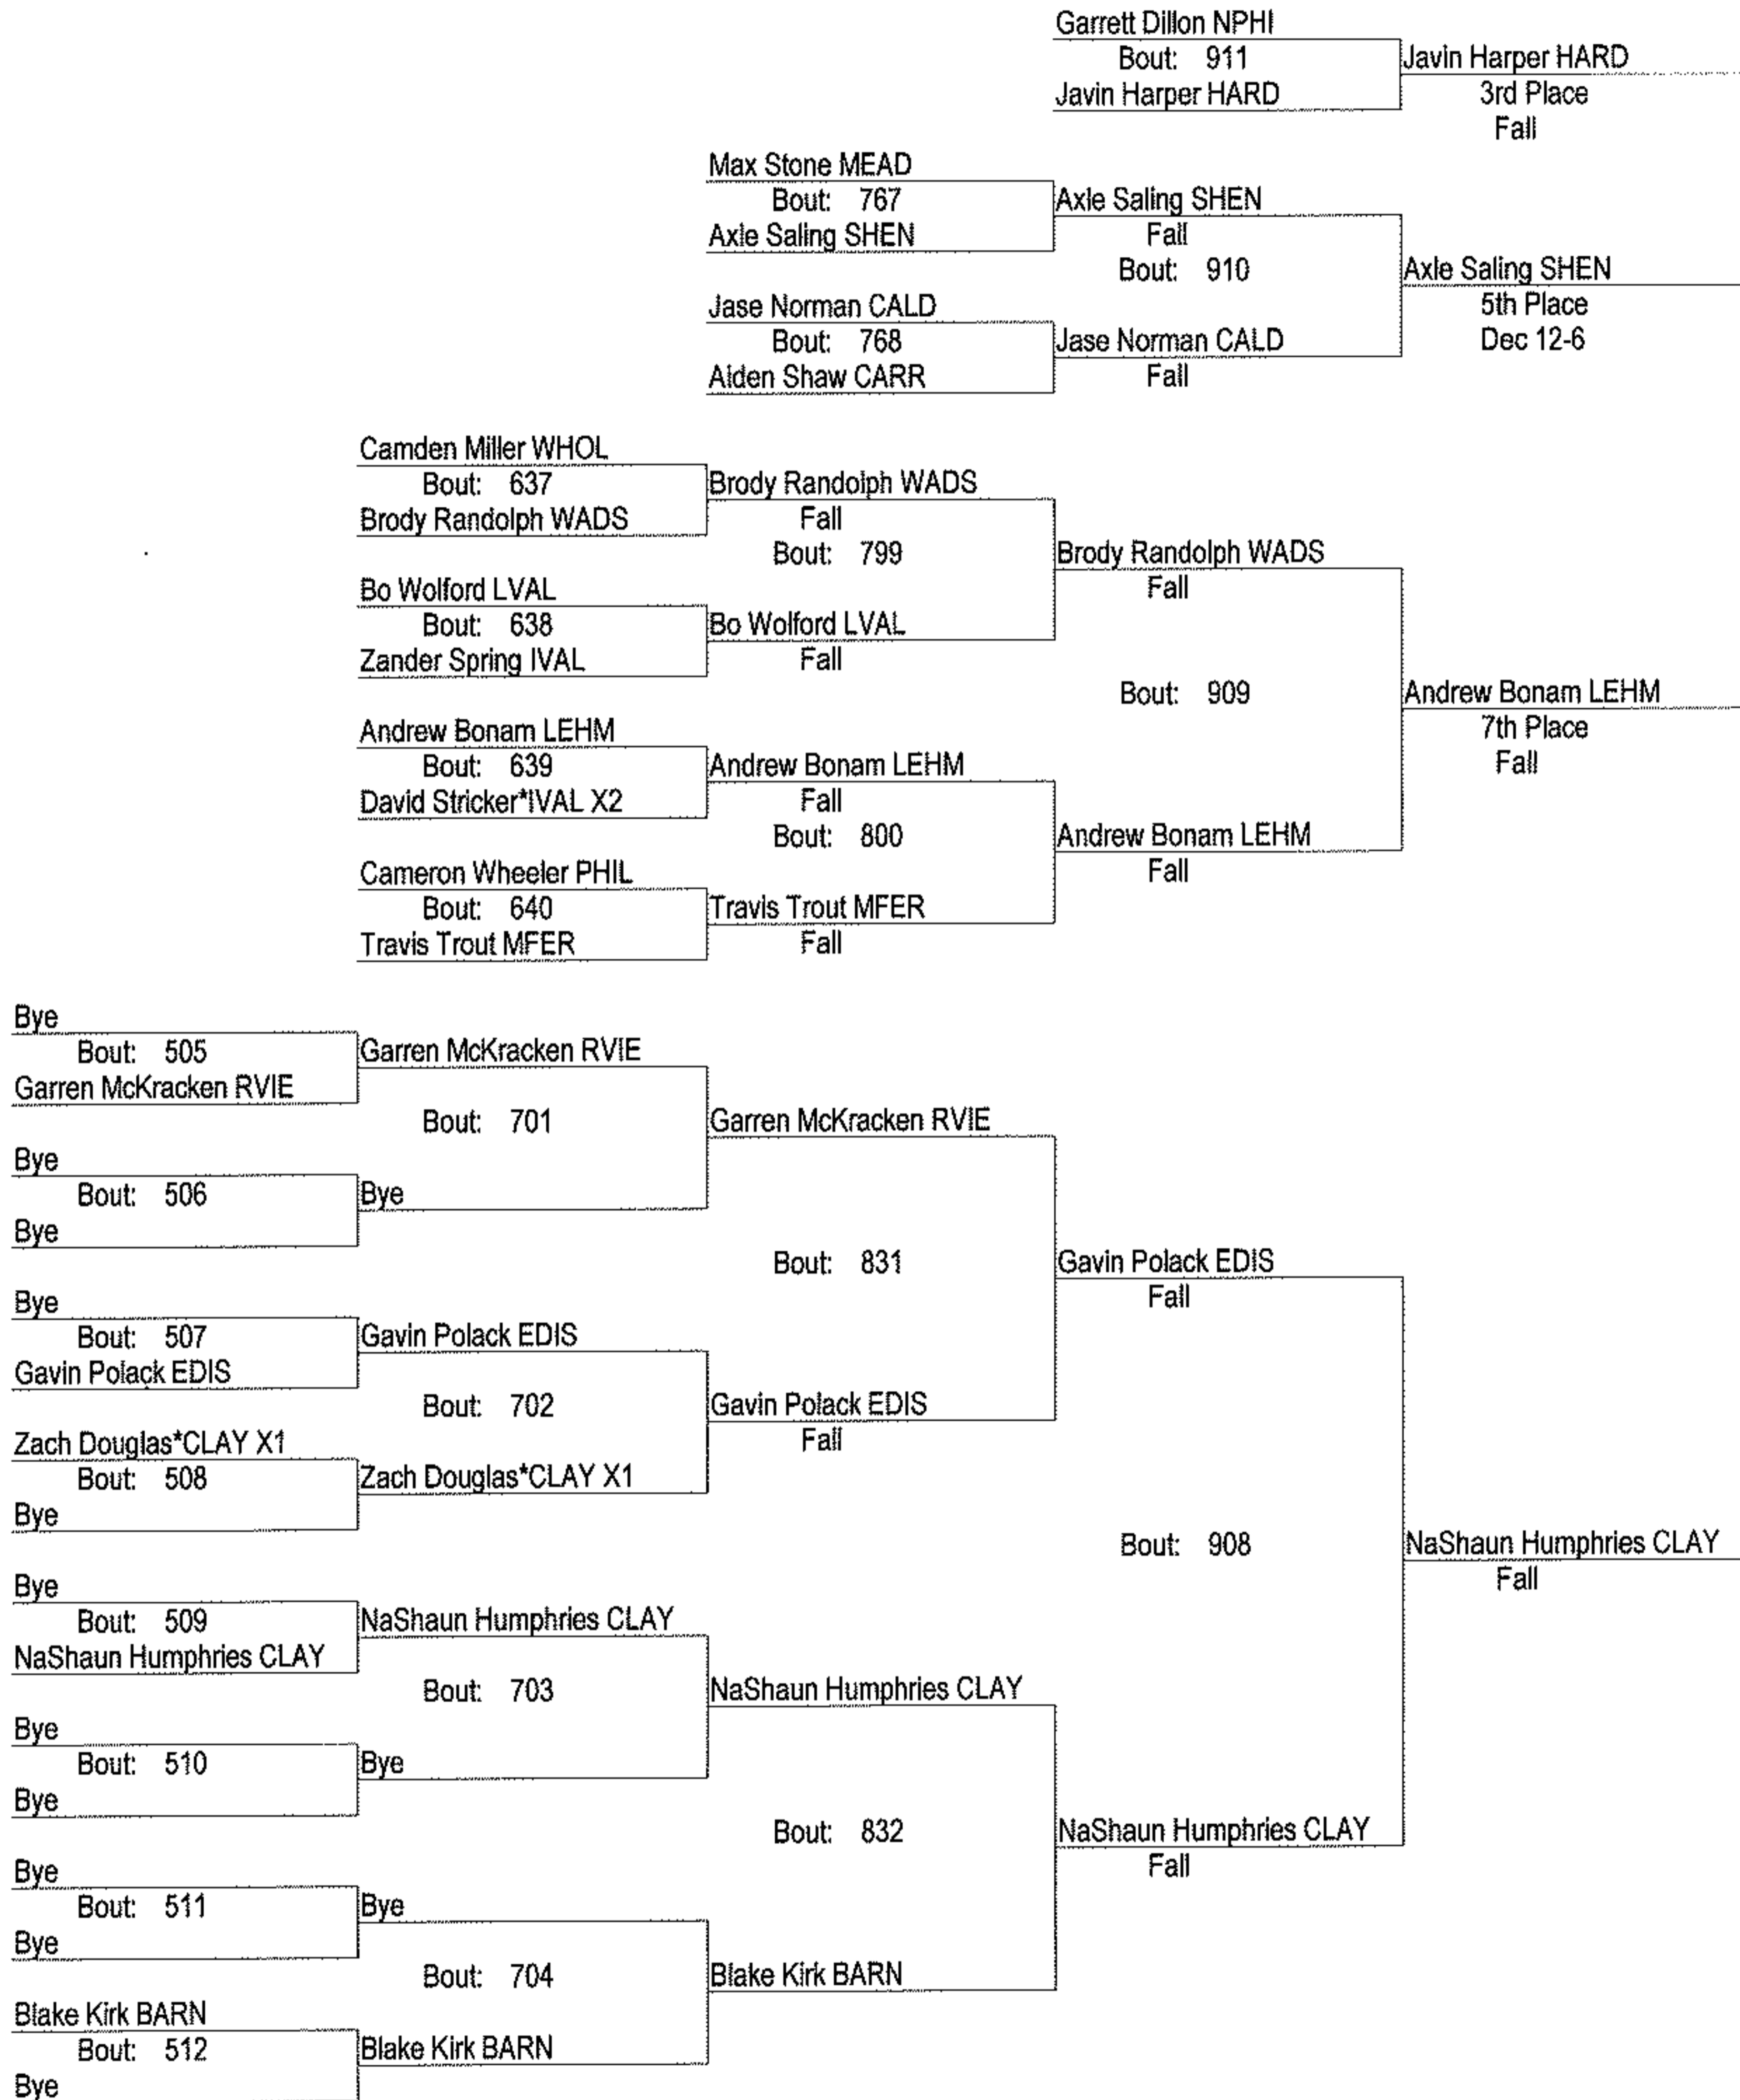 Garrett Dillon NPHI
Bout: 911
Javin Harper HARD
Javin Harper HARD
3rd Place
Fall
Max Stone MEAD
Bout: 767
Axle Saling SHEN
Axle Saling SHEN
Fall
Bout: 910
Axle Saling SHEN
5th Place
Dec 12-6
Jase Norman CALD
Bout: 768
Aiden Shaw CARR
Jase Norman CALD
Fall
Camden Miller WHOL
Bout: 637
Brody Randolph WADS
Brody Randolph WADS
Fall
Bout: 799
Brody Randolph WADS
Fall
Bo Wolford LVAL
Bout: 638
Zander Spring IVAL
Bo Wolford LVAL
Fall
Bout: 909
Andrew Bonam LEHM
7th Place
Fall
Andrew Bonam LEHM
Bout: 639
David Stricker*IVAL X2
Andrew Bonam LEHM
Fall
Bout: 800
Andrew Bonam LEHM
Fall
Cameron Wheeler PHIL
Bout: 640
Travis Trout MFER
Travis Trout MFER
Fall
Bye
Bout: 505
Garren McKracken RVIE
Garren McKracken RVIE
Bout: 701
Garren McKracken RVIE
Bye
Bout: 506
Bye
Bye
Bout: 831
Gavin Polack EDIS
Fall
Bye
Bout: 507
Gavin Polack EDIS
Gavin Polack EDIS
Bout: 702
Gavin Polack EDIS
Fall
Zach Douglas*CLAY X1
Bout: 508
Bye
Zach Douglas*CLAY X1
Bout: 908
NaShaun Humphries CLAY
Fall
Bye
Bout: 509
NaShaun Humphries CLAY
NaShaun Humphries CLAY
Bout: 703
NaShaun Humphries CLAY
Bye
Bout: 510
Bye
Bye
Bout: 832
NaShaun Humphries CLAY
Fall
Bye
Bout: 511
Bye
Bye
Bout: 704
Blake Kirk BARN
Blake Kirk BARN
Bout: 512
Bye
Blake Kirk BARN